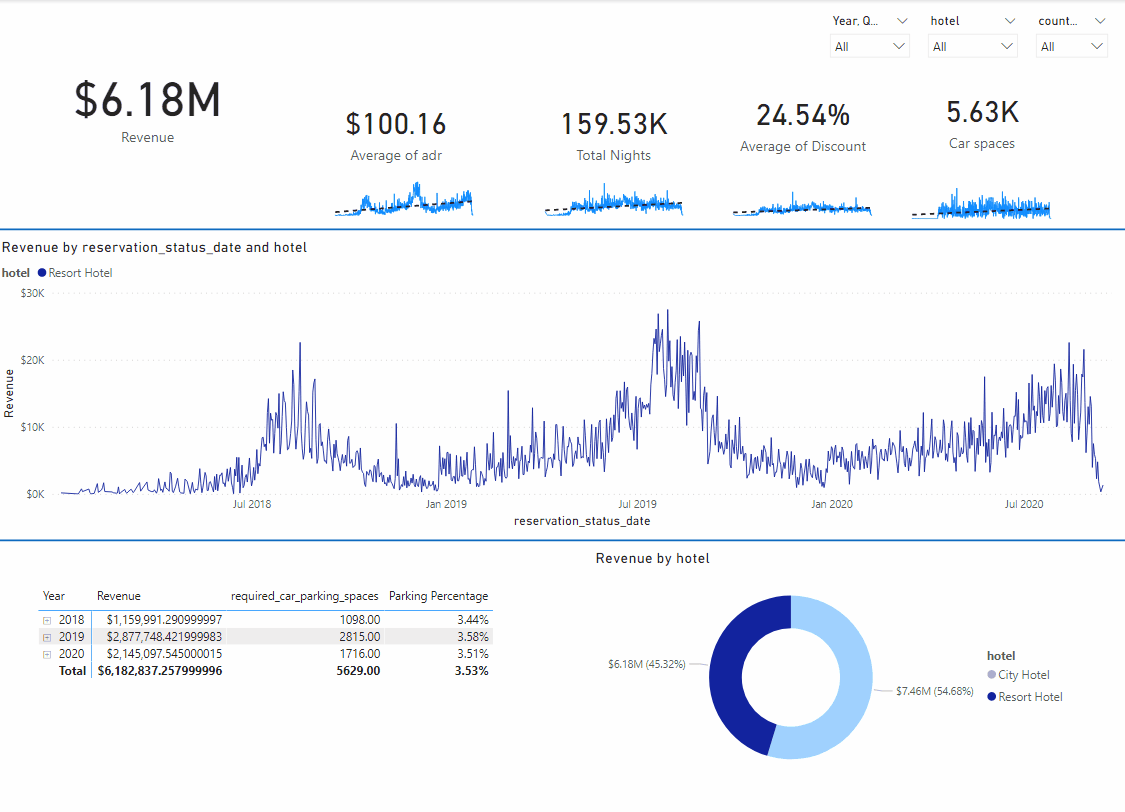 Year, Q... hotel count...
All All All
$6.18M
Revenue
$100.16
Average of adr
159.53K
Total Nights
24.54%
Average of Discount
5.63K
Car spaces
Revenue by reservation_status_date and hotel
hotel Resort Hotel
Revenue
$30K
$20K
$10K
$0K
Jul 2018 Jan 2019 Jul 2019 Jan 2020 Jul 2020
reservation_status_date
Year Revenue required_car_parking_spaces Parking Percentage
2018 $1,159,991.290999997 1098.00 3.44%
2019 $2,877,748.421999983 2815.00 3.58%
2020 $2,145,097.545000015 1716.00 3.51%
Total $6,182,837.257999996 5629.00 3.53%
Revenue by hotel
$6.18M (45.32%)
$7.46M (54.68%)
hotel
City Hotel
Resort Hotel